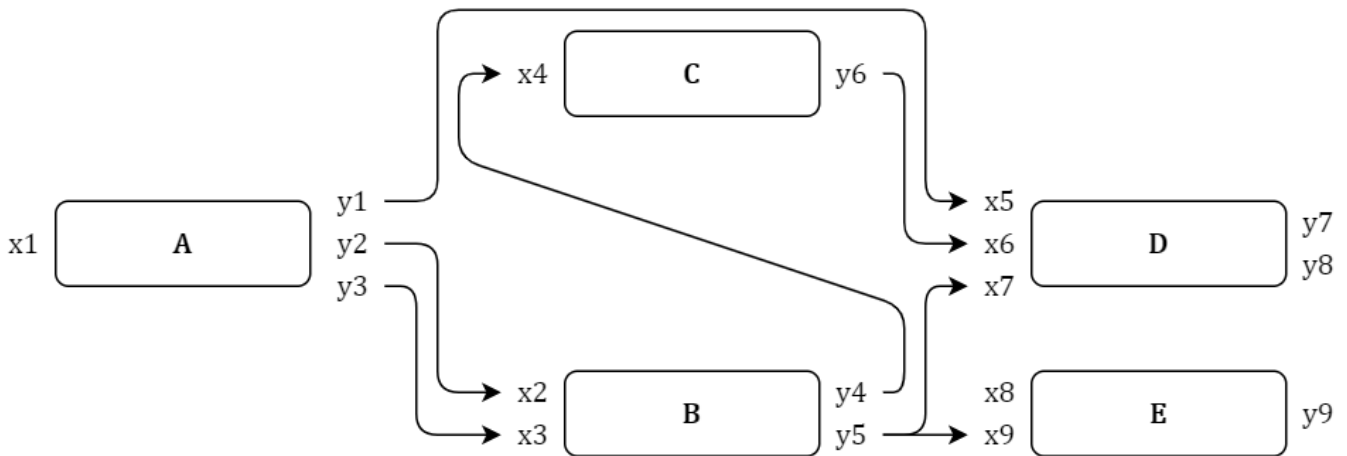 x4 C y6
y1 x5
x1 A y2 x6 D y7
y3 x7 y8
x2 B y4 x8 E y9
x3 y5 x9